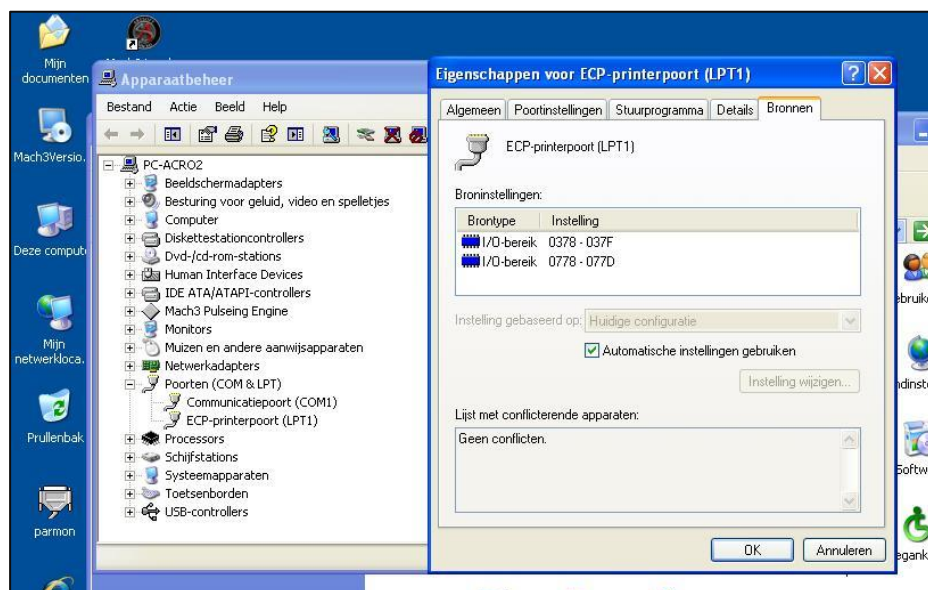 Mijn
documenten
Mach3Versio.
Deze compute
Mijn
netwerkloca.
Prullenbak
parmon
Apparaatbeheer
Bestand Actie Beeld Help
PC-ACRO2
Beeldschermadapters
Besturing voor geluid, video en spelletjes
Computer
Diskettestationcontrollers
Dvd-/cd-rom-stations
Human Interface Devices
IDE ATA/ATAPI-controllers
Mach3 Pulseing Engine
Monitors
Muizen en andere aanwijsapparaten
Netwerkadapters
Poorten (COM & LPT)
Communicatiepoort (COM1)
ECP-printerpoort (LPT1)
Processors
Schijfstations
Systeemapparaten
Toetsenborden
USB-controllers
Eigenschappen voor ECP-printerpoort (LPT1)
Algemeen Poortinstellingen Stuurprogramma Details Bronnen
ECP-printerpoort (LPT1)
Broninstellingen:
Brontype Instelling
I/O-bereik 0378 - 037F
I/O-bereik 0778 - 077D
Instelling gebaseerd op: Huidige configuratie
Automatische instellingen gebruiken
Instelling wijzigen...
Lijst met conflicterende apparaten:
Geen conflicten.
OK Annuleren
ebruik
dinst
Softw
egank